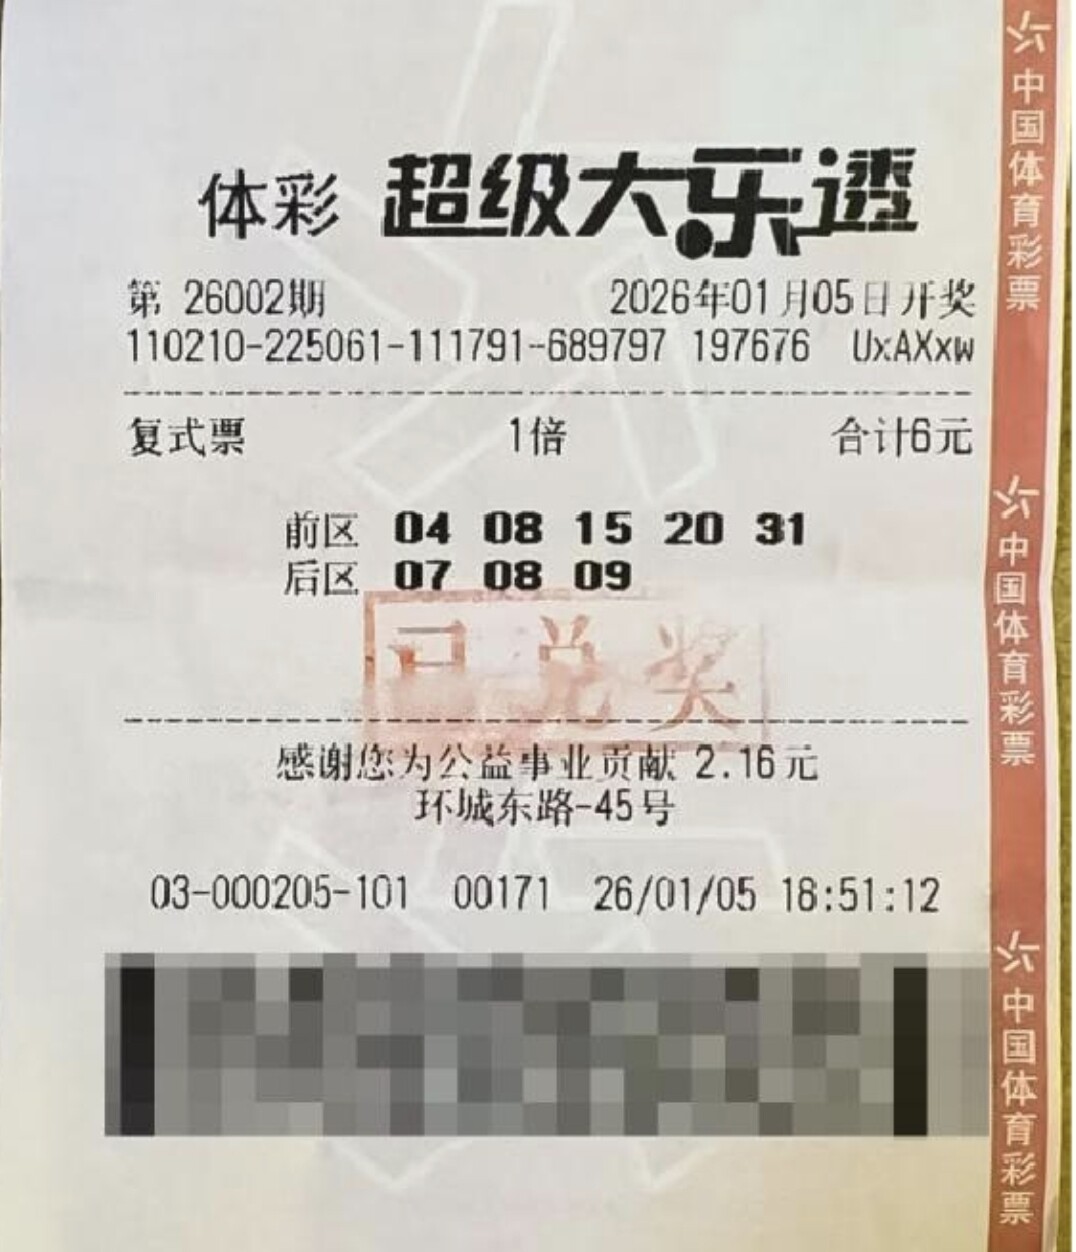 体彩 超级大乐透
第 26002期 2026年01月05日开奖
110210-225061-111791-689797 197676 UxAXxw
复式票 1倍 合计6元
前区 04 08 15 20 31
后区 07 08 09
已兑奖
感谢您为公益事业贡献 2.16元
环城东路-45号
03-000205-101 00171 26/01/05 18:51:12
中国体育彩票
中国体育彩票
中国体育彩票